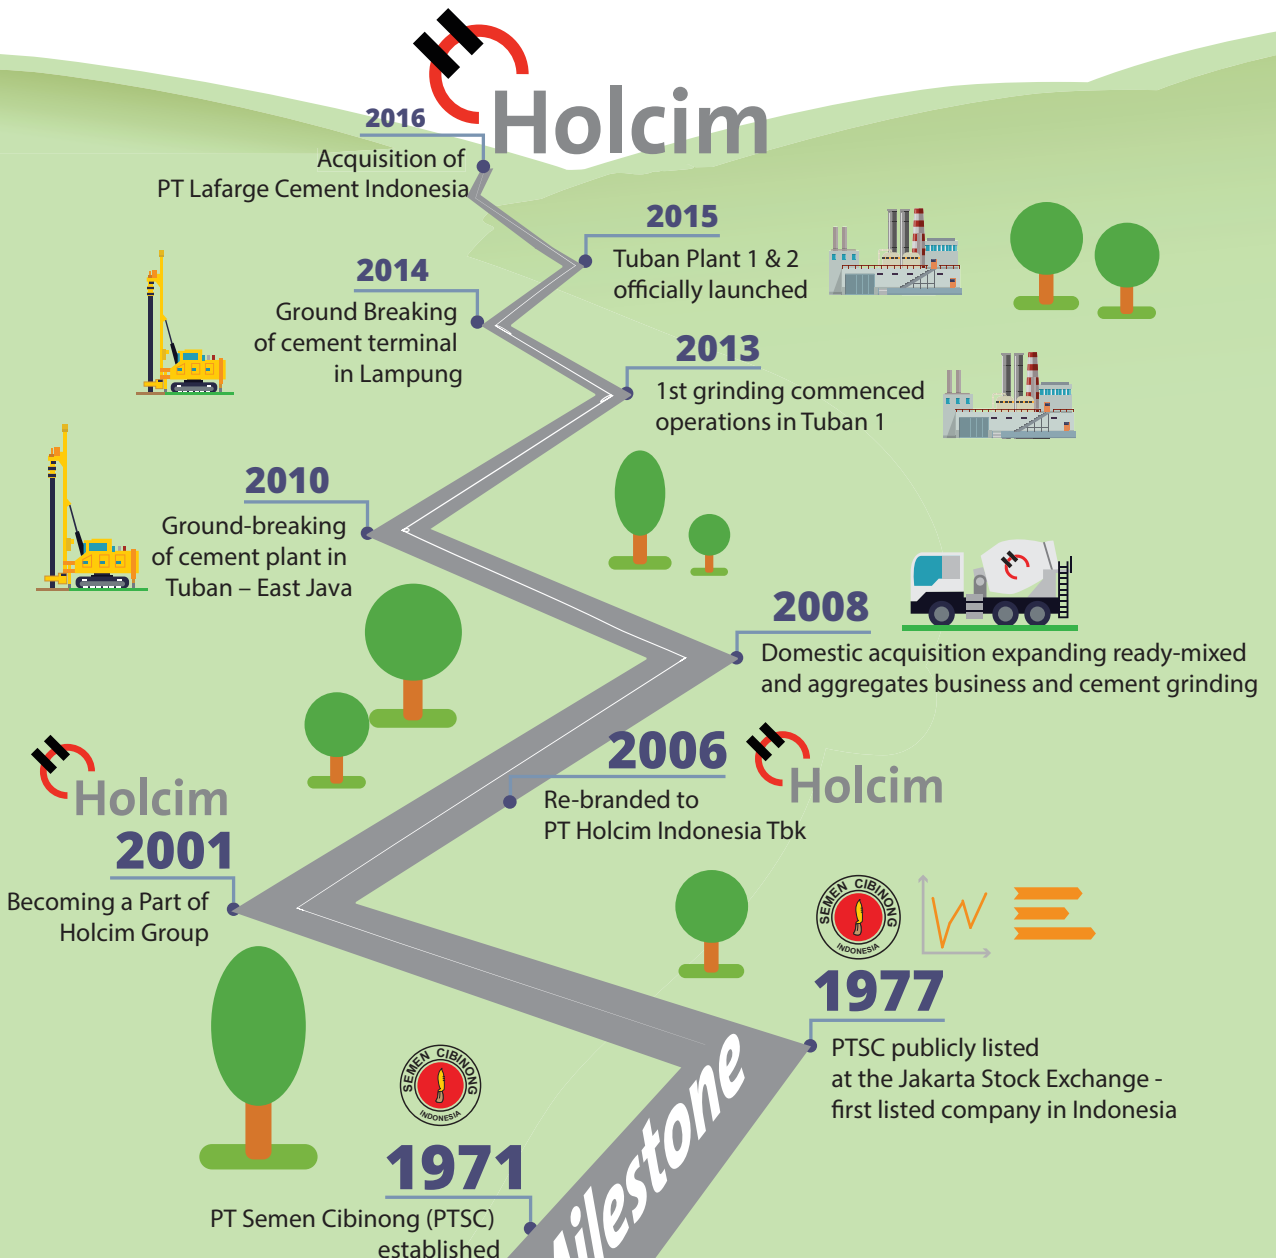 Holcim
2016
Acquisition of
PT Lafarge Cement Indonesia
2015
Tuban Plant 1 & 2
officially launched
2014
Ground Breaking
of cement terminal
in Lampung
2013
1st grinding commenced
operations in Tuban 1
2010
Ground-breaking
of cement plant in
Tuban – East Java
2008
Domestic acquisition expanding ready-mixed
and aggregates business and cement grinding
2006
Holcim
Re-branded to
PT Holcim Indonesia Tbk
Holcim
2001
Becoming a Part of
Holcim Group
SEMEN CIBINONG
INDONESIA
1977
PTSC publicly listed
at the Jakarta Stock Exchange -
first listed company in Indonesia
SEMEN CIBINONG
INDONESIA
1971
PT Semen Cibinong (PTSC)
established
Milestone